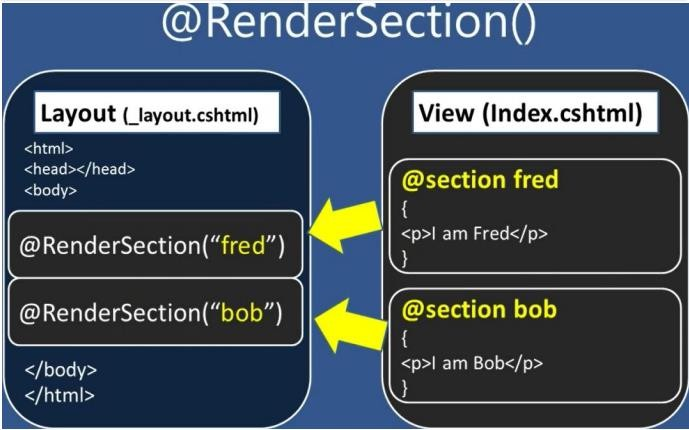 @RenderSection()
Layout (_layout.cshtml)
<html>
<head></head>
<body>
@RenderSection(“fred”)
@RenderSection(“bob”)
</body>
</html>
View (Index.cshtml)
@section fred
{
<p>I am Fred</p>
}
@section bob
{
<p>I am Bob</p>
}